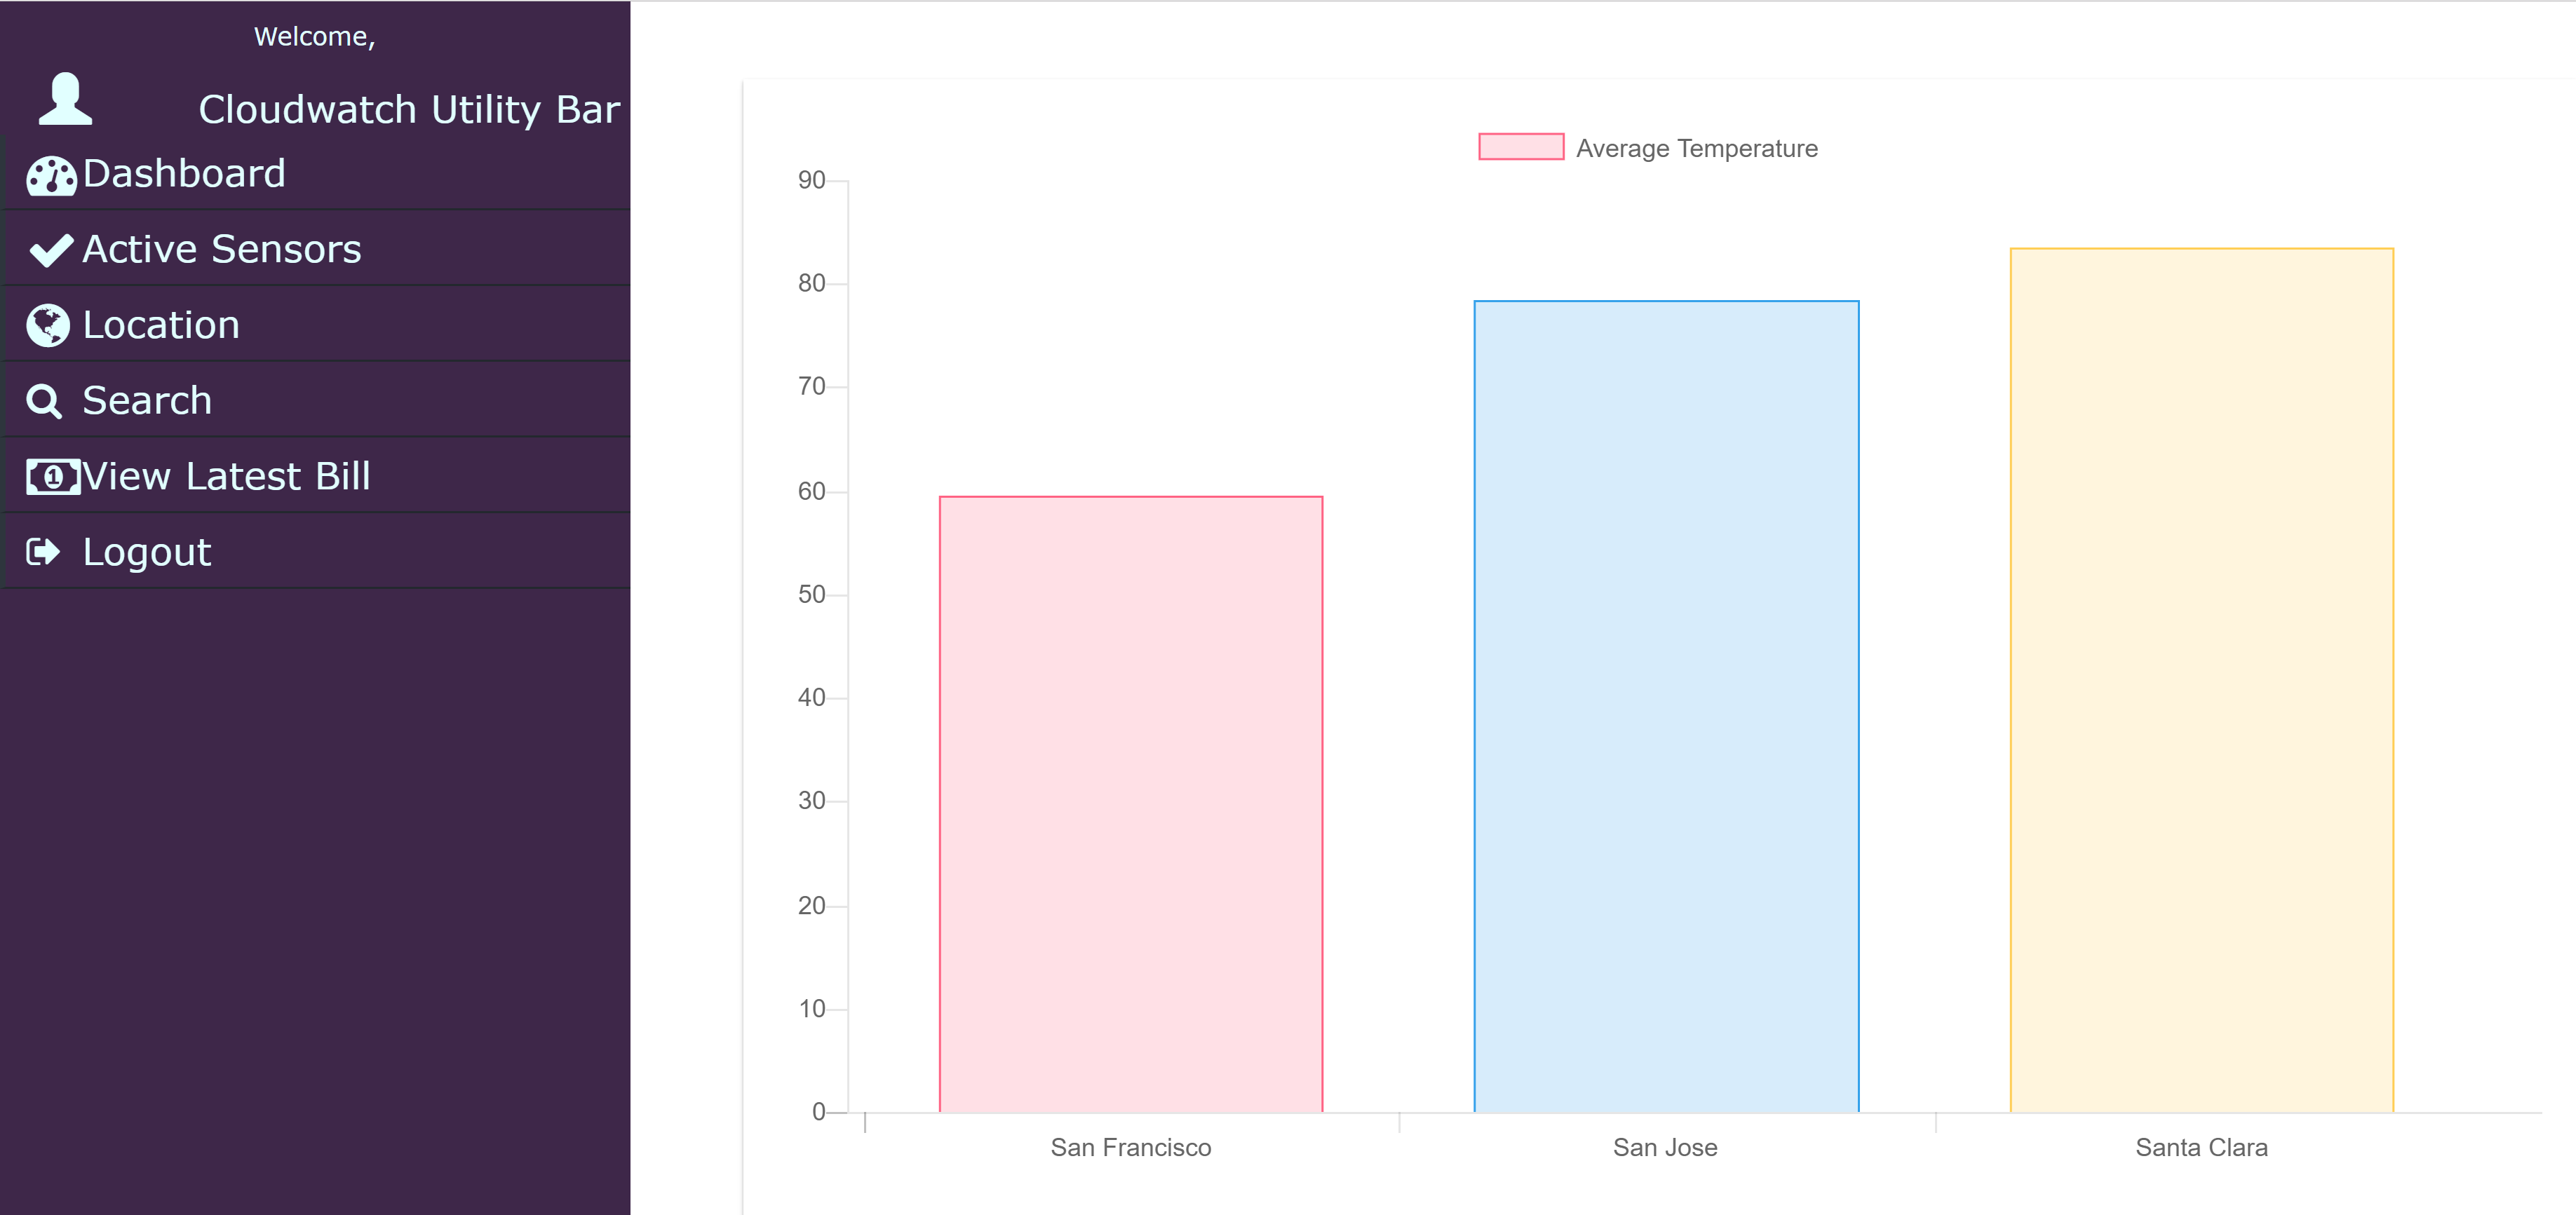 Welcome,
Cloudwatch Utility Bar
Dashboard
Active Sensors
Location
Search
View Latest Bill
Logout
Average Temperature
90
80
70
60
50
40
30
20
10
0
San Francisco San Jose Santa Clara